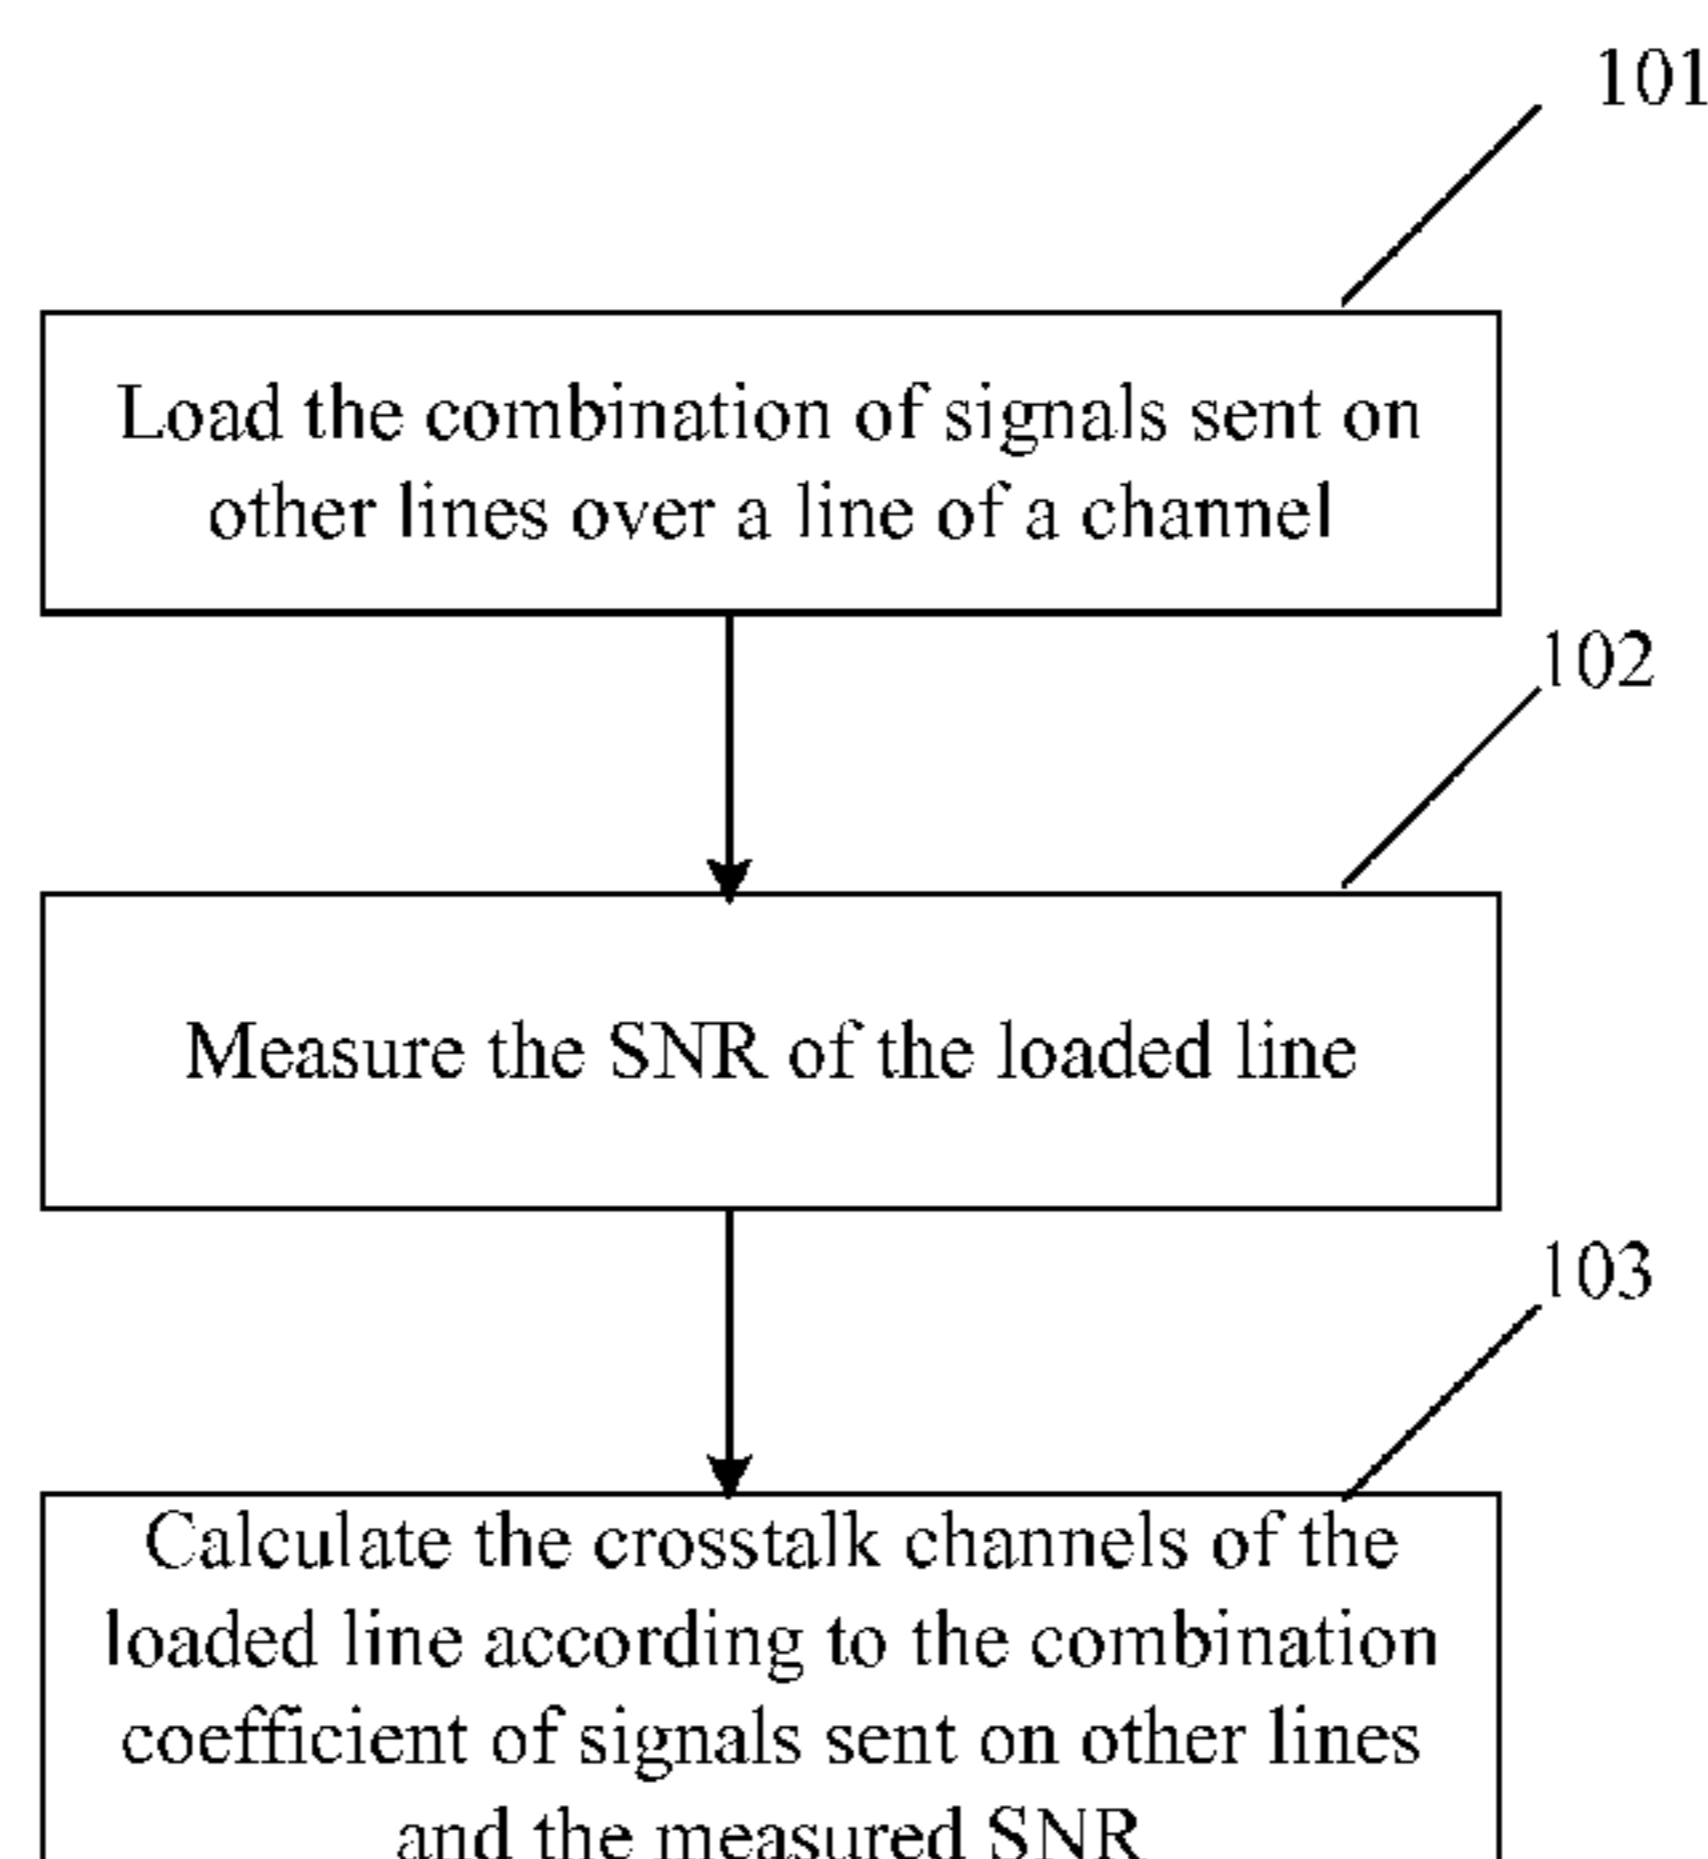 101
Load the combination of signals sent on
other lines over a line of a channel
102
Measure the SNR of the loaded line
103
Calculate the crosstalk channels of the
loaded line according to the combination
coefficient of signals sent on other lines
and the measured SNR